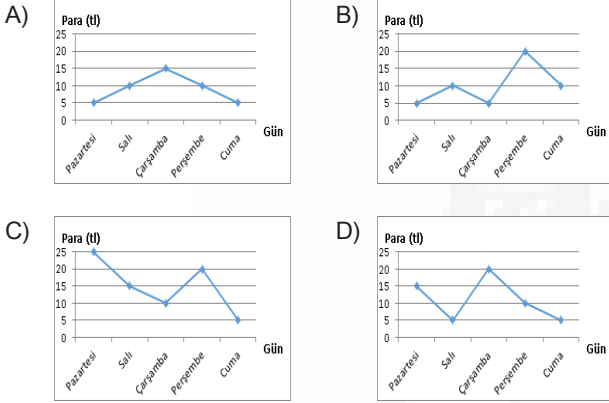 A)
Para (tl)
25
20
15
10
5
0
Pazartesi
Salı
Çarşamba
Perşembe
Cuma
Gün
B)
Para (tl)
25
20
15
10
5
0
Pazartesi
Salı
Çarşamba
Perşembe
Cuma
Gün
C)
Para (tl)
25
20
15
10
5
0
Pazartesi
Salı
Çarşamba
Perşembe
Cuma
Gün
D)
Para (tl)
25
20
15
10
5
0
Pazartesi
Salı
Çarşamba
Perşembe
Cuma
Gün